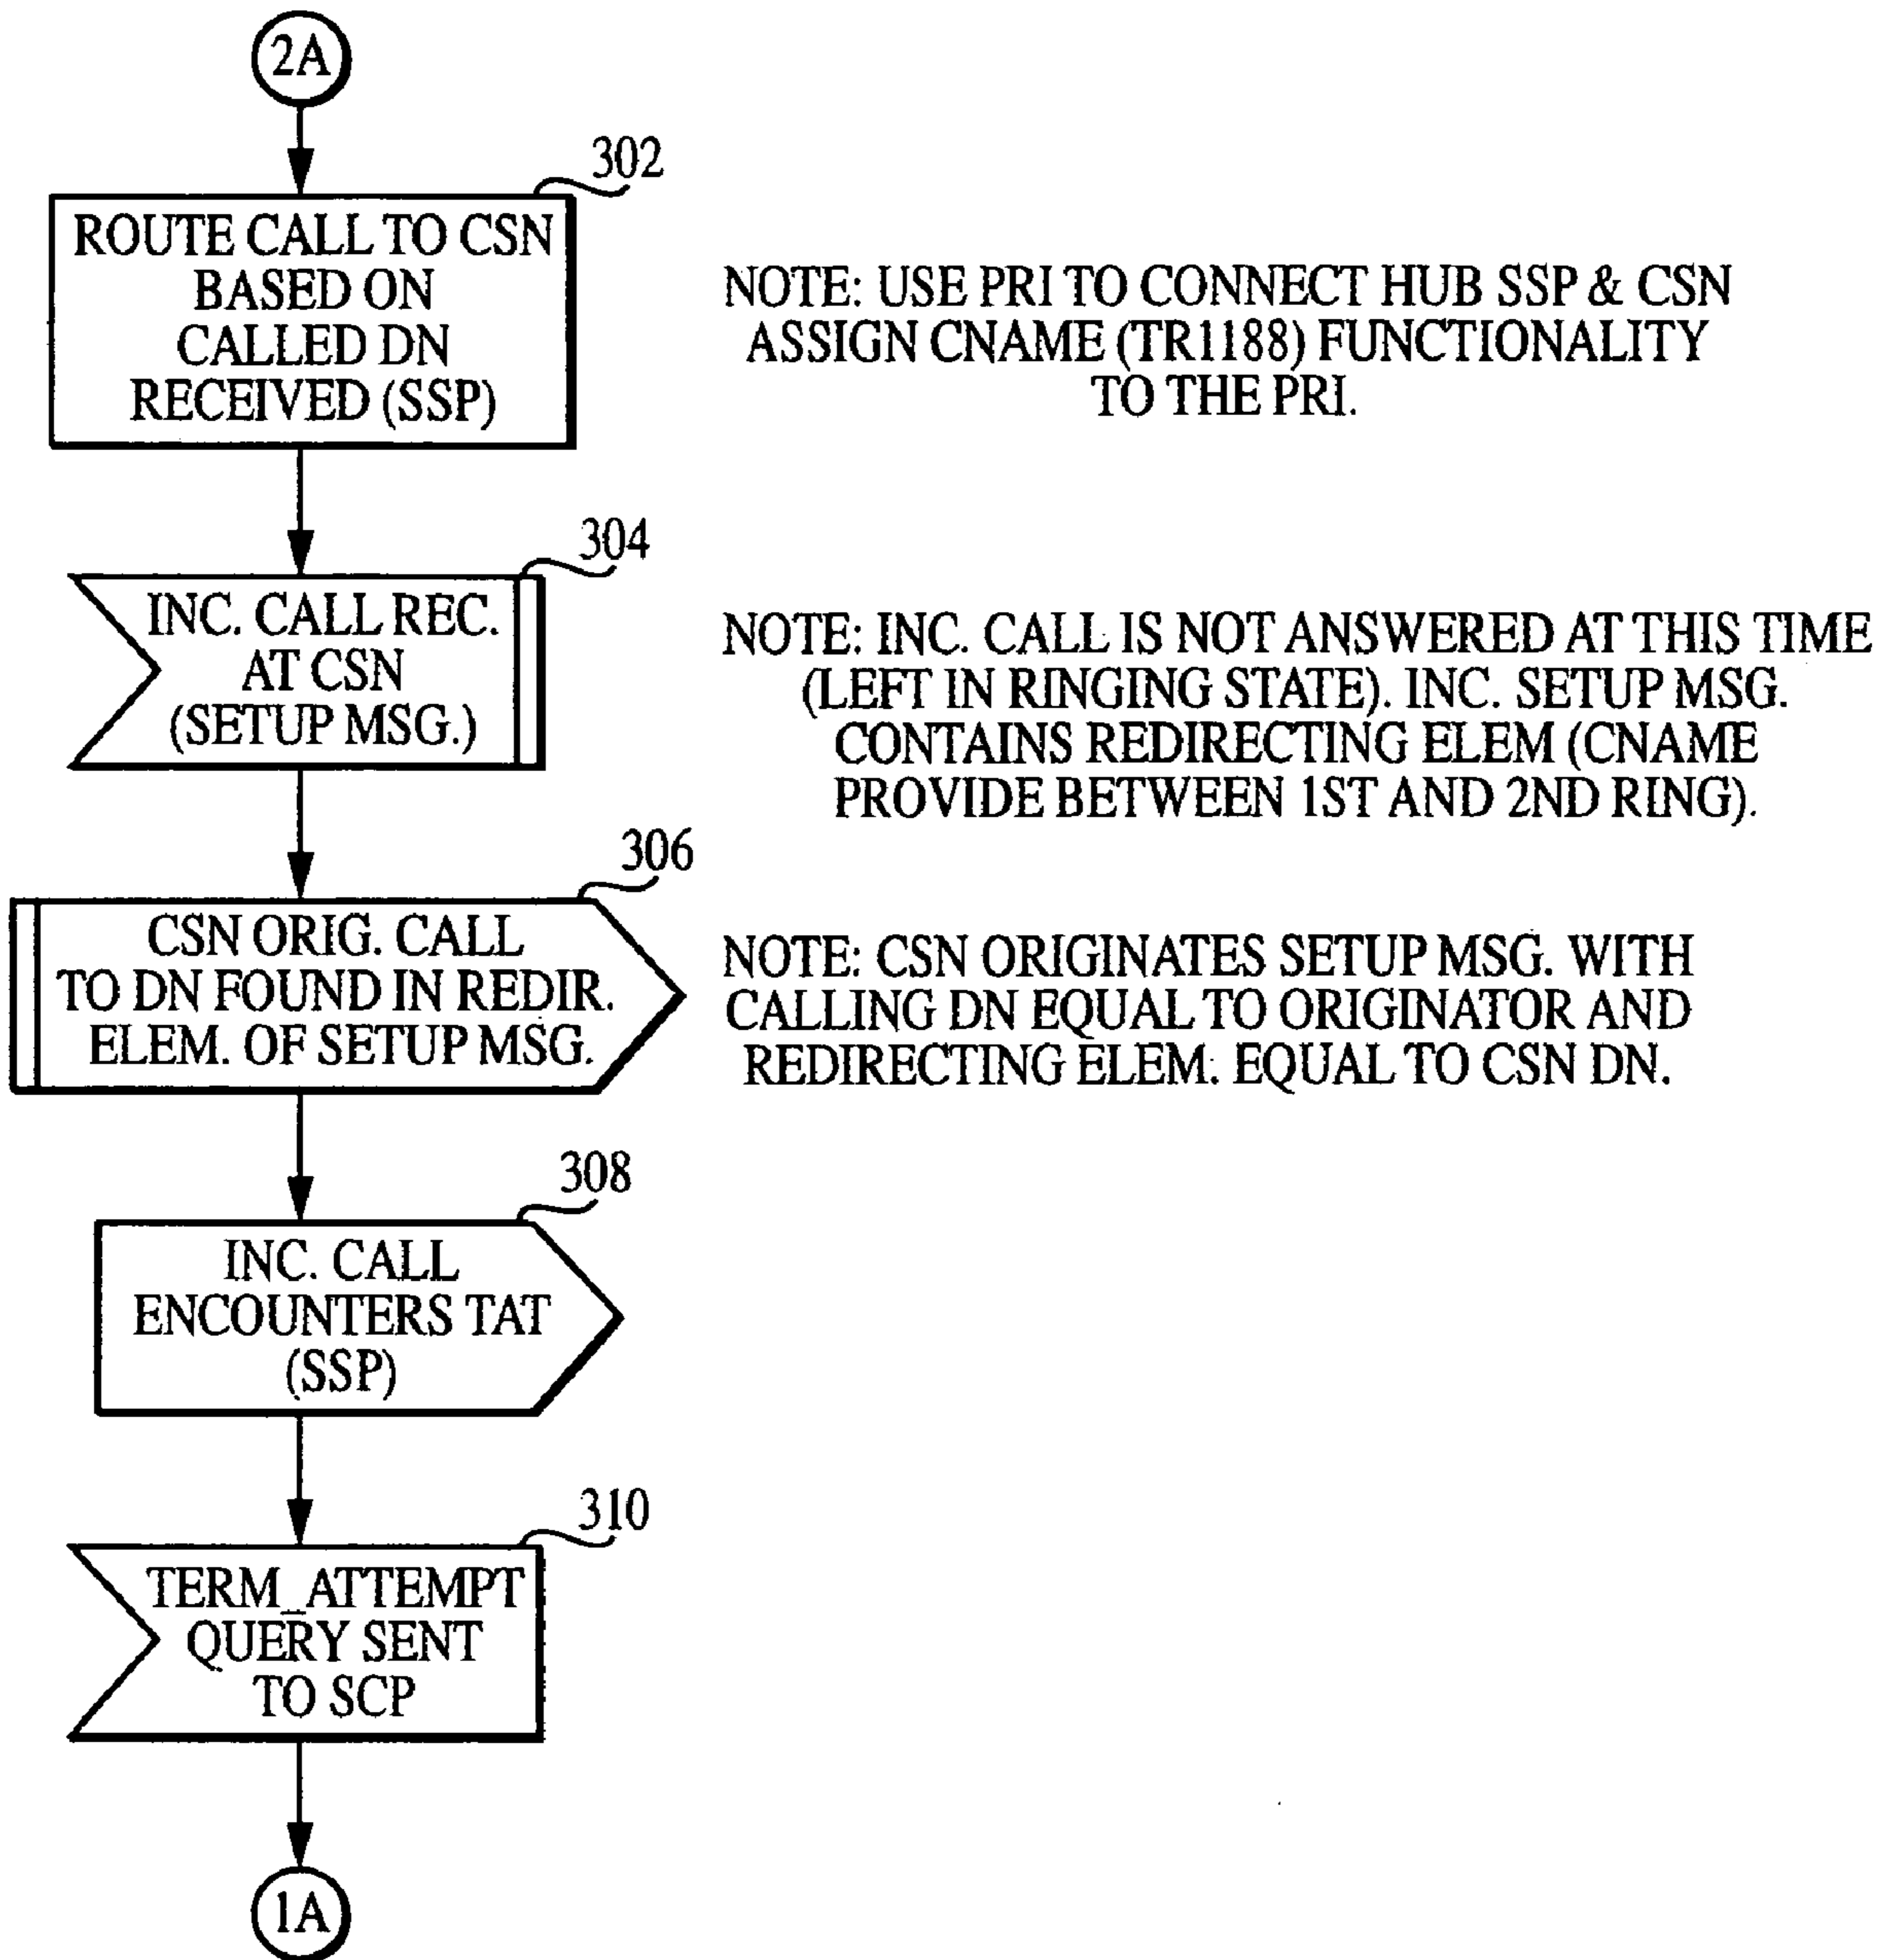 2A
302
ROUTE CALL TO CSN
BASED ON
CALLED DN
RECEIVED (SSP)
NOTE: USE PRI TO CONNECT HUB SSP & CSN
ASSIGN CNAME (TR1188) FUNCTIONALITY
TO THE PRI.
304
INC. CALL REC.
AT CSN
(SETUP MSG.)
NOTE: INC. CALL IS NOT ANSWERED AT THIS TIME
(LEFT IN RINGING STATE). INC. SETUP MSG.
CONTAINS REDIRECTING ELEM (CNAME
PROVIDE BETWEEN 1ST AND 2ND RING).
306
CSN ORIG. CALL
TO DN FOUND IN REDIR.
ELEM. OF SETUP MSG.
NOTE: CSN ORIGINATES SETUP MSG. WITH
CALLING DN EQUAL TO ORIGINATOR AND
REDIRECTING ELEM. EQUAL TO CSN DN.
308
INC. CALL
ENCOUNTERS TAT
(SSP)
310
TERM_ATTEMPT
QUERY SENT
TO SCP
1A